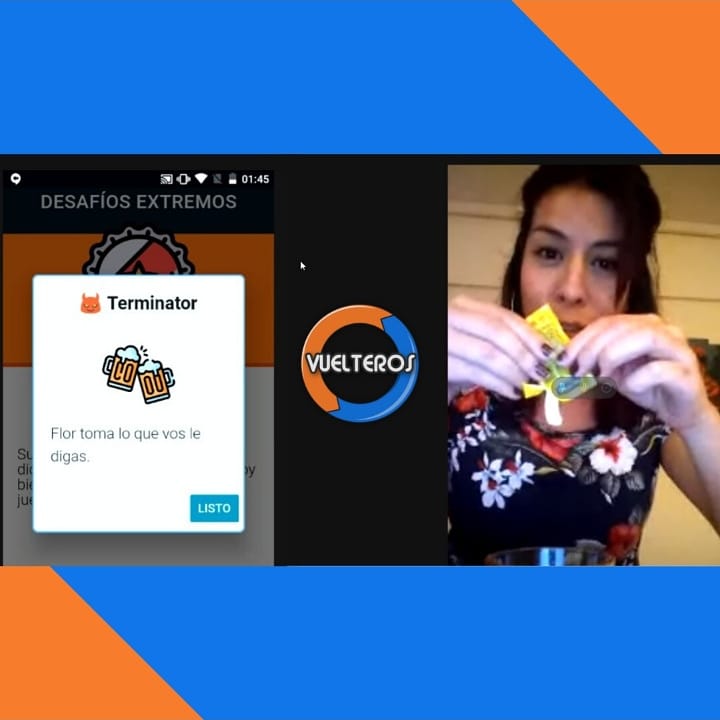 01:45
DESAFÍOS EXTREMOS
Terminator
Flor toma lo que vos le
digas.
LISTO
VUELTEROS